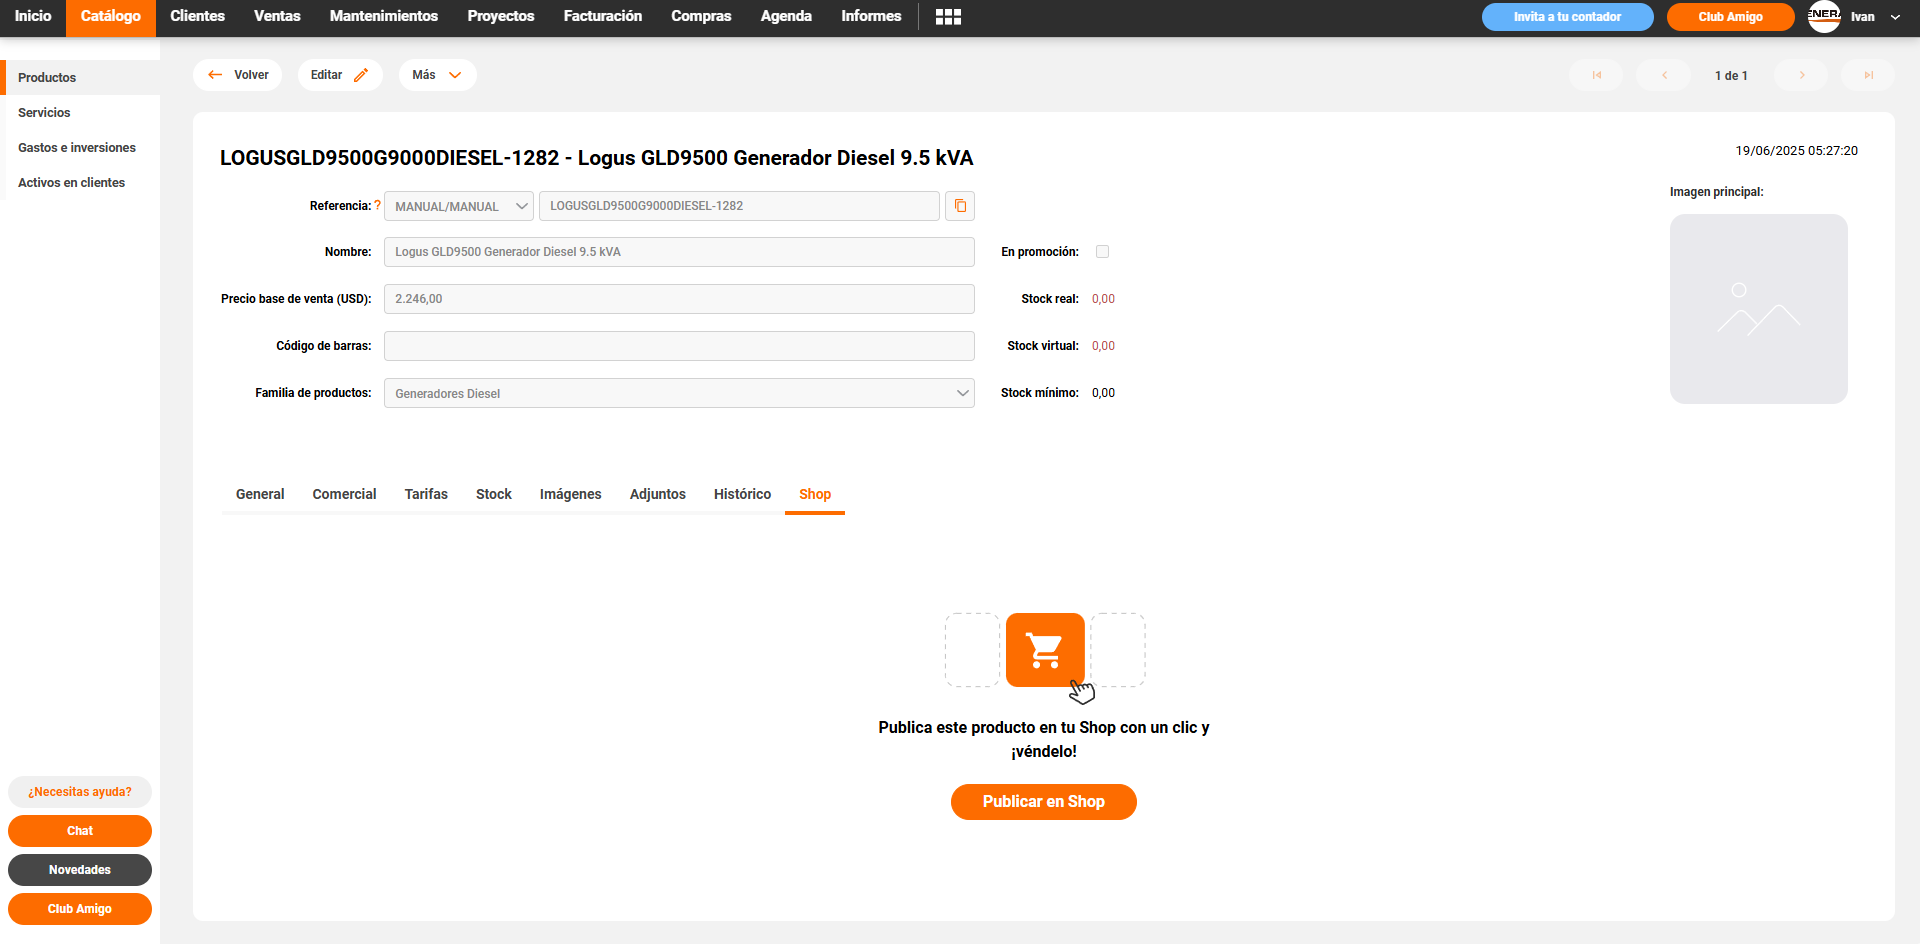 Inicio Catálogo Clientes Ventas Mantenimientos Proyectos Facturación Compras Agenda Informes Invita a tu contador Club Amigo Ivan
Productos
Servicios
Gastos e inversiones
Activos en clientes
Volver Editar Más 1 de 1
LOGUSGLD9500G9000DIESEL-1282 - Logus GLD9500 Generador Diesel 9.5 kVA
19/06/2025 05:27:20
Referencia: ? MANUAL/MANUAL LOGUSGLD9500G9000DIESEL-1282
Imagen principal:
Nombre: Logus GLD9500 Generador Diesel 9.5 kVA En promoción:
Precio base de venta (USD): 2.246,00 Stock real: 0,00
Código de barras: Stock virtual: 0,00
Familia de productos: Generadores Diesel Stock mínimo: 0,00
General Comercial Tarifas Stock Imágenes Adjuntos Histórico Shop
Publica este producto en tu Shop con un clic y
¡véndelo!
Publicar en Shop
¿Necesitas ayuda?
Chat
Novedades
Club Amigo